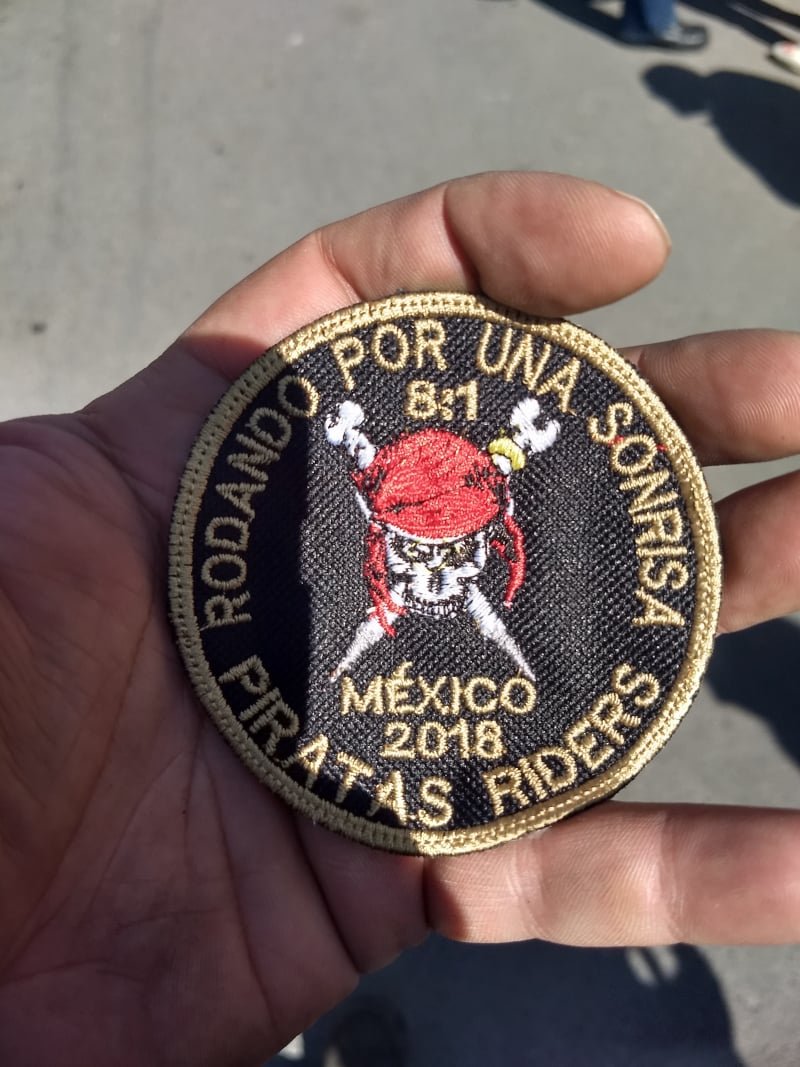 RODANDO POR UNA SONRISA
8:1
MÉXICO
2018
PIRATAS RIDERS